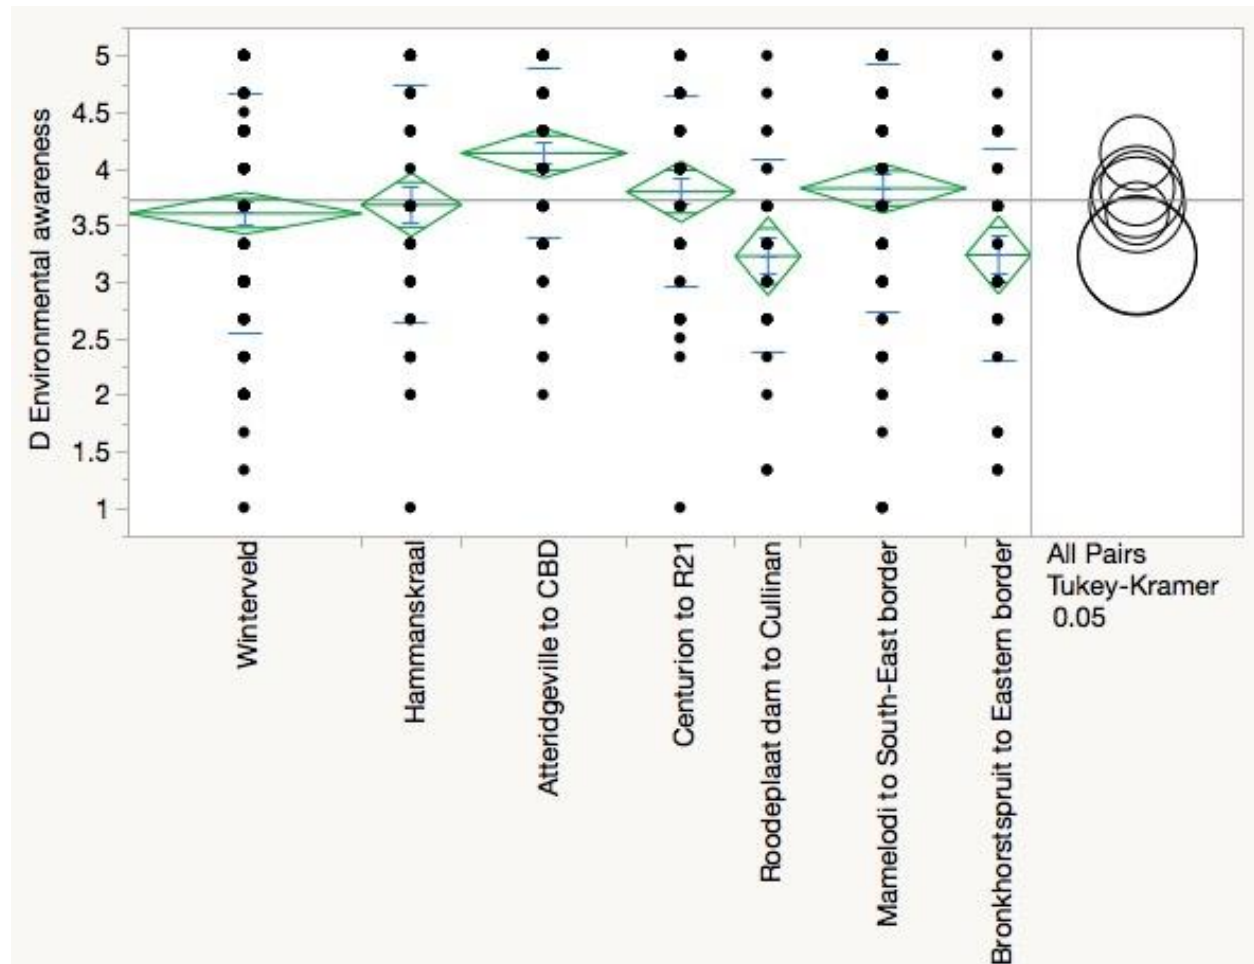 D Environmental awareness
5
4.5
4
3.5
3
2.5
2
1.5
1
Winterveld
Hammanskraal
Atteridgeville to CBD
Centurion to R21
Roodeplaat dam to Cullinan
Mamelodi to South-East border
Bronkhorstspruit to Eastern border
All Pairs
Tukey-Kramer
0.05